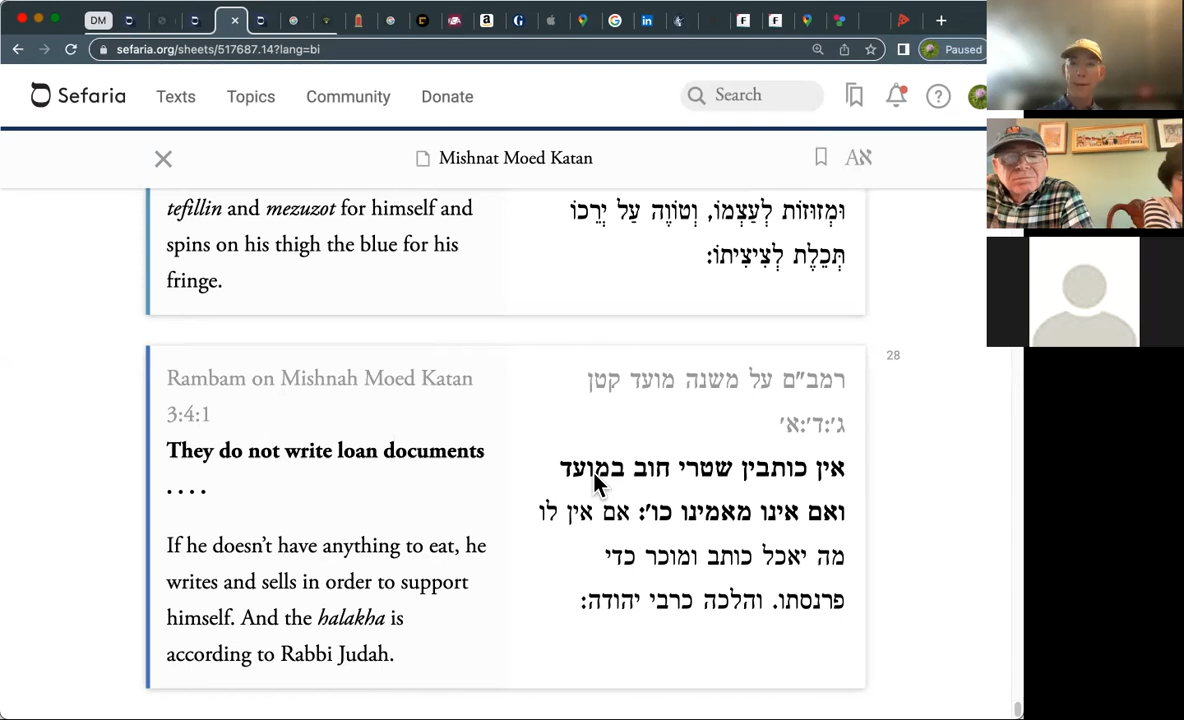 DM
sefaria.org/sheets/517687.14?lang=bi
Paused
Sefaria
Texts
Topics
Community
Donate
Search
Mishnat Moed Katan
Aא
tefillin and mezuzot for himself and
spins on his thigh the blue for his
fringe.
וּמְזוּזוֹת לְעַצְמוֹ, וְטוֹוֶה עַל יְרֵכוֹ
תְּכֵלֶת לְצִיצִיתוֹ:
28
Rambam on Mishnah Moed Katan
3:4:1
They do not write loan documents
. . . .
If he doesn’t have anything to eat, he
writes and sells in order to support
himself. And the halakha is
according to Rabbi Judah.
רמב״ם על משנה מועד קטן
ג׳:ד׳:א׳
אין כותבין שטרי חוב במועד
ואם אינו מאמינו כו׳: אם אין לו
מה יאכל כותב ומוכר כדי
פרנסתו. והלכה כרבי יהודה: